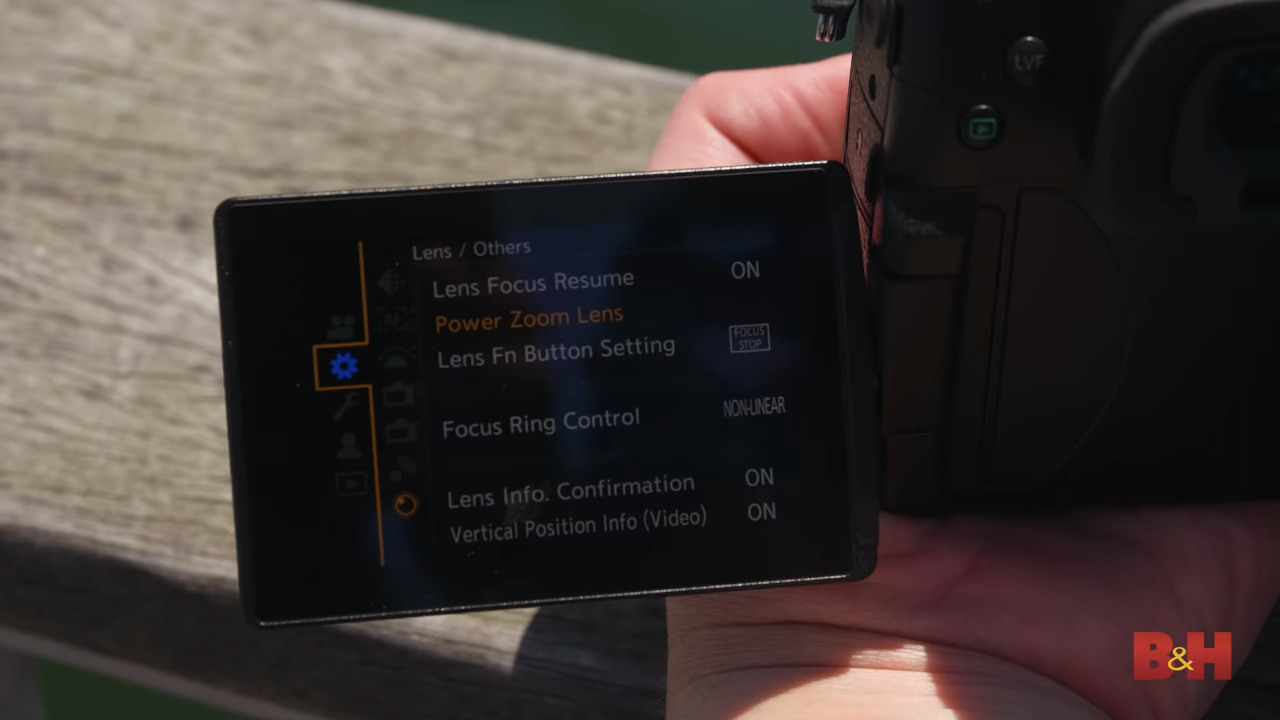 LVF
Lens / Others
Lens Focus Resume ON
Power Zoom Lens
Lens Fn Button Setting FOCUS STOP
Focus Ring Control NON-LINEAR
Lens Info. Confirmation ON
Vertical Position Info (Video) ON
B&H